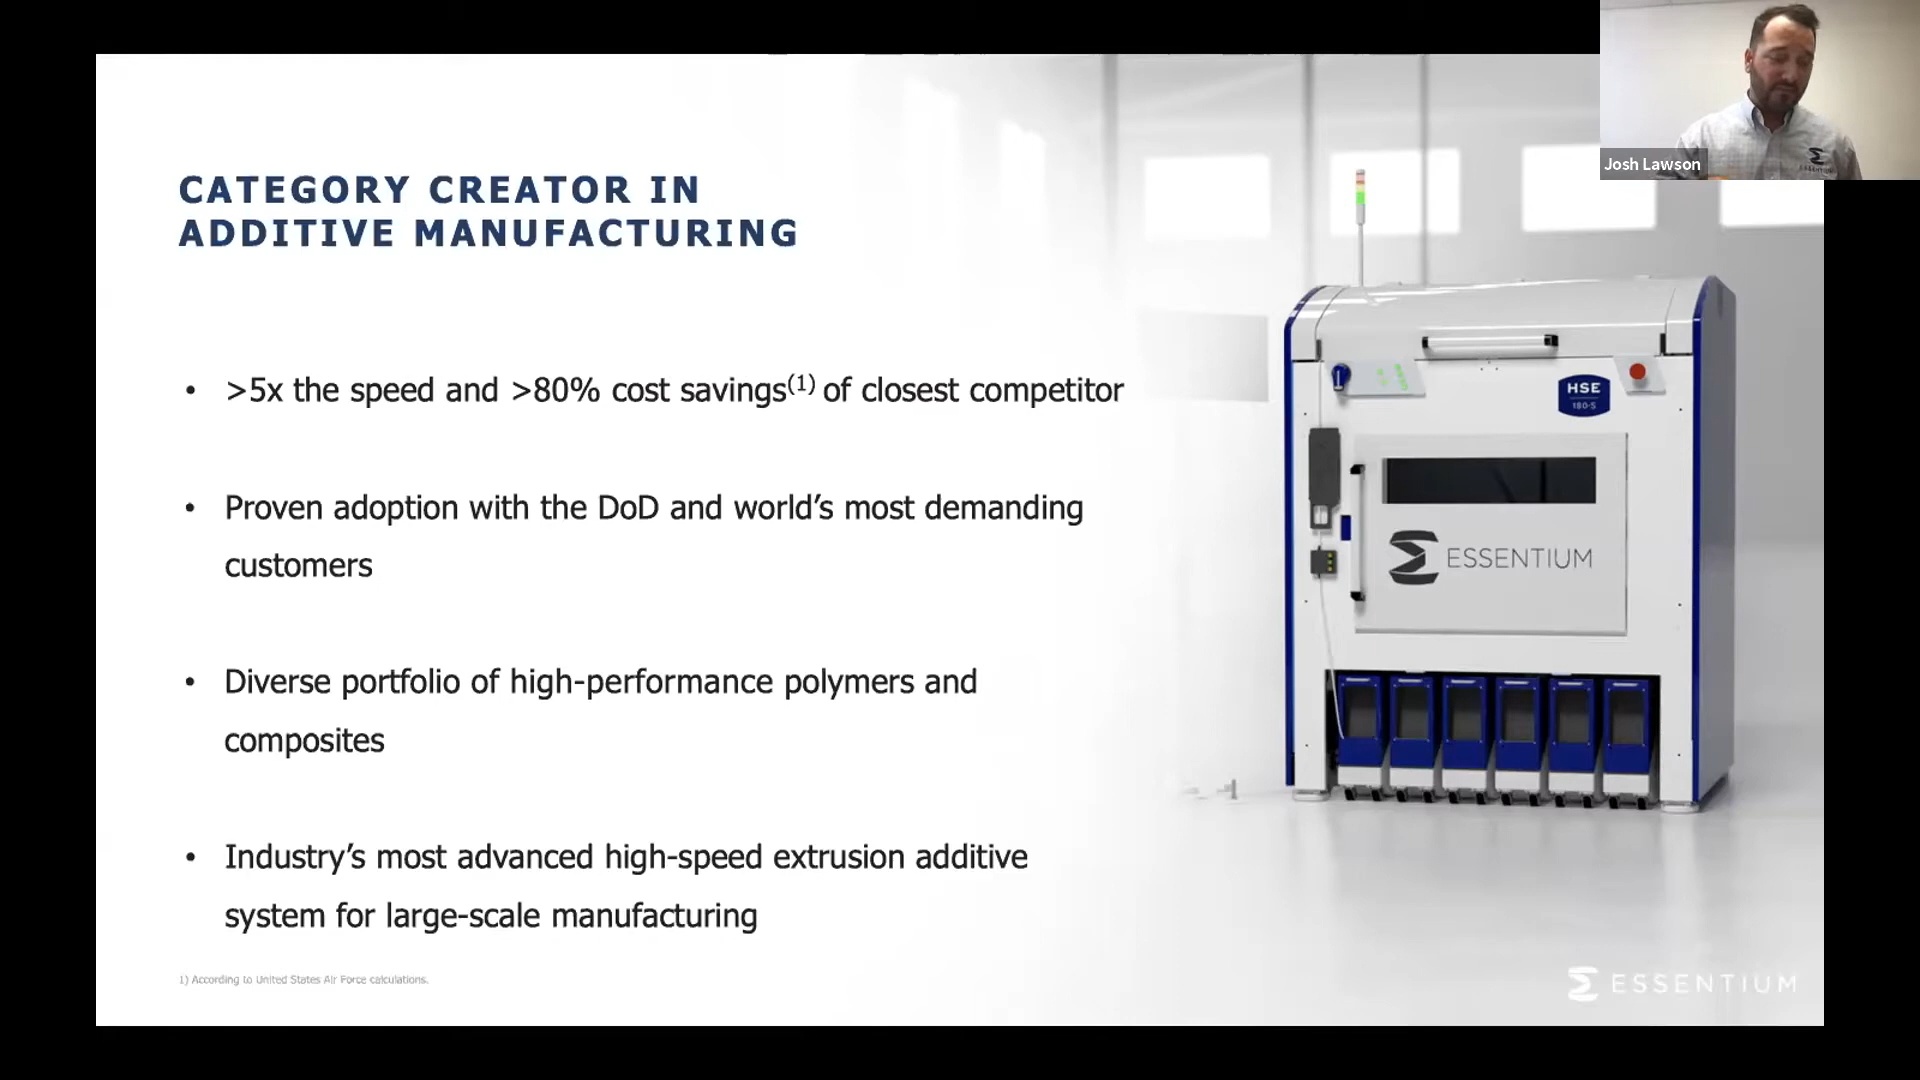 Josh Lawson
CATEGORY CREATOR IN
ADDITIVE MANUFACTURING
• >5x the speed and >80% cost savings(1) of closest competitor
• Proven adoption with the DoD and world’s most demanding
customers
• Diverse portfolio of high-performance polymers and
composites
• Industry’s most advanced high-speed extrusion additive
system for large-scale manufacturing
1) According to United States Air Force calculations.
HSE
180·S
ESSENTIUM
ESSENTIUM